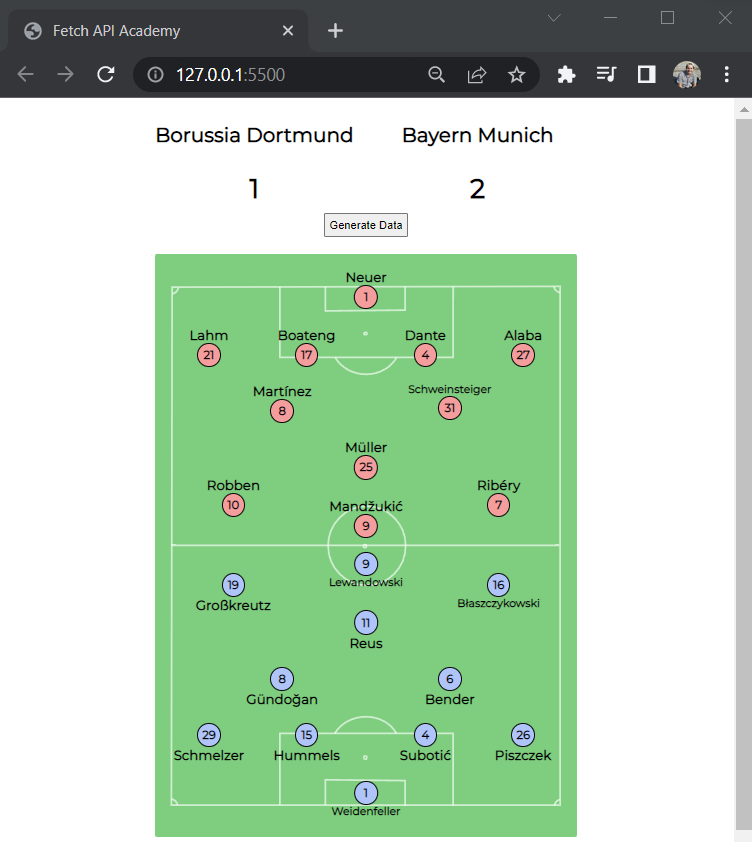 Fetch API Academy
127.0.0.1:5500
Borussia Dortmund Bayern Munich
1 2
Generate Data
Neuer
1
Lahm Boateng Dante Alaba
21 17 4 27
Martínez Schweinsteiger
8 31
Müller
25
Robben Ribéry
10 7
Mandžukić
9
9
Lewandowski
19 16
Großkreutz Błaszczykowski
11
Reus
8 6
Gündoğan Bender
29 15 4 26
Schmelzer Hummels Subotić Piszczek
1
Weidenfeller